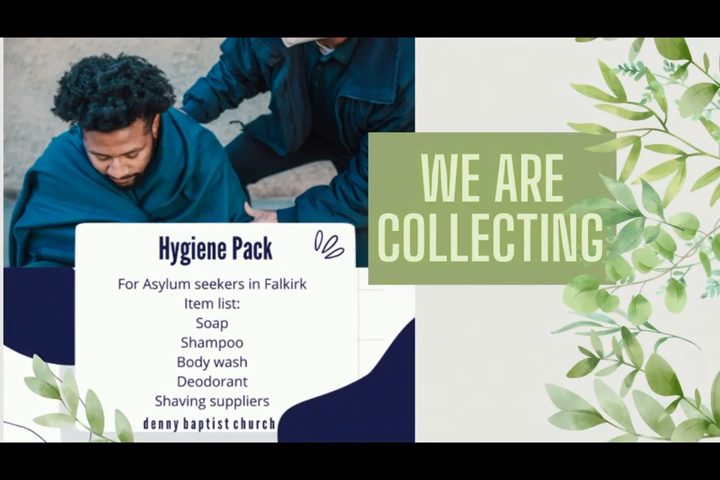 Hygiene Pack
For Asylum seekers in Falkirk
Item list:
Soap
Shampoo
Body wash
Deodorant
Shaving suppliers
denny baptist church
WE ARE
COLLECTING